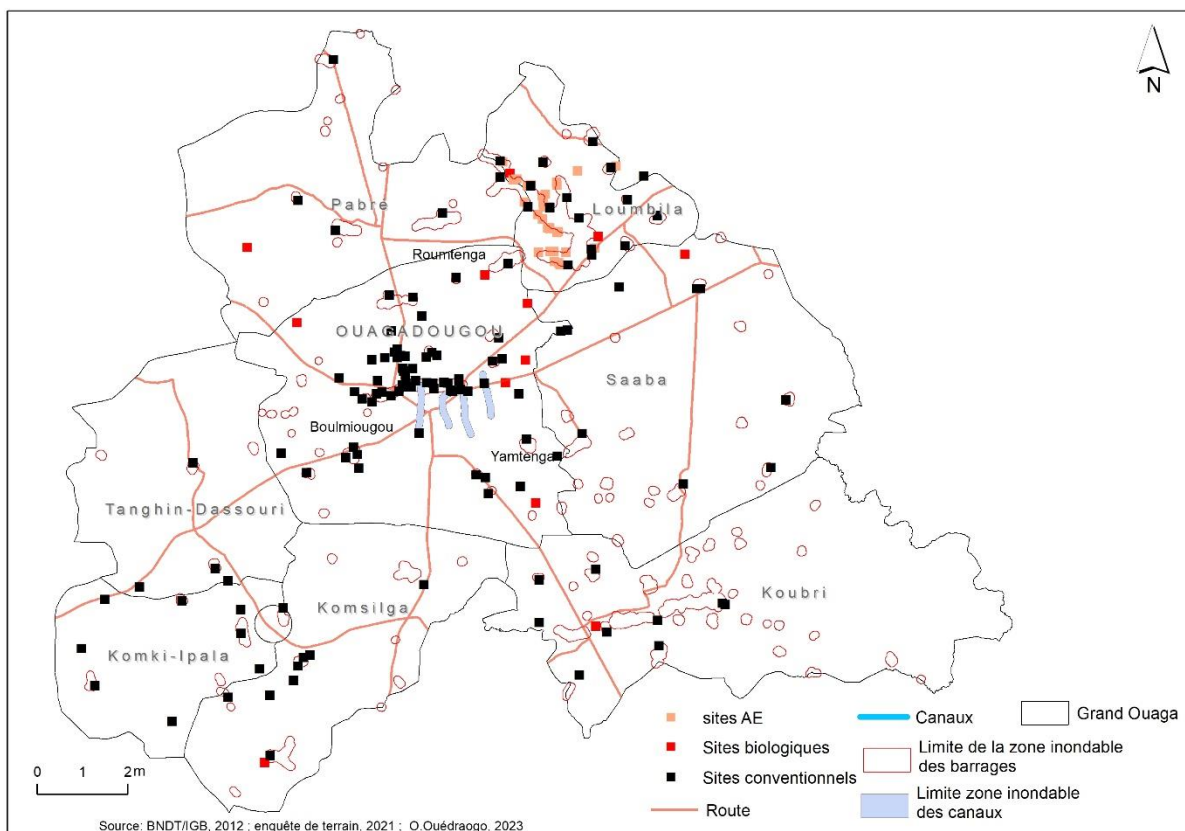 N
Pabré
Loumbila
Roumtenga
OUAGADOUGOU
Saaba
Boulmiougou
Yamtenga
Tanghin-Dassouri
Komsilga
Koubri
Komki-Ipala
0 1 2m
sites AE
Sites biologiques
Sites conventionnels
Route
Canaux
Limite de la zone inondable
des barrages
Limite zone inondable
des canaux
Grand Ouaga
Source: BNDT/IGB, 2012 ; enquête de terrain, 2021 ; O.Ouédraogo, 2023